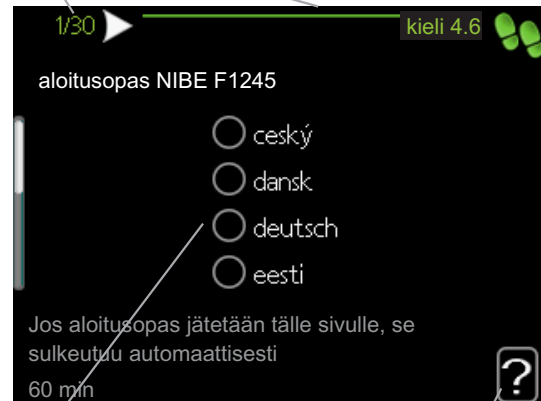 1/30
kieli 4.6
aloitusopas NIBE F1245
ceský
dansk
deutsch
eesti
Jos aloitusopas jätetään tälle sivulle, se
sulkeutuu automaattisesti
60 min
?